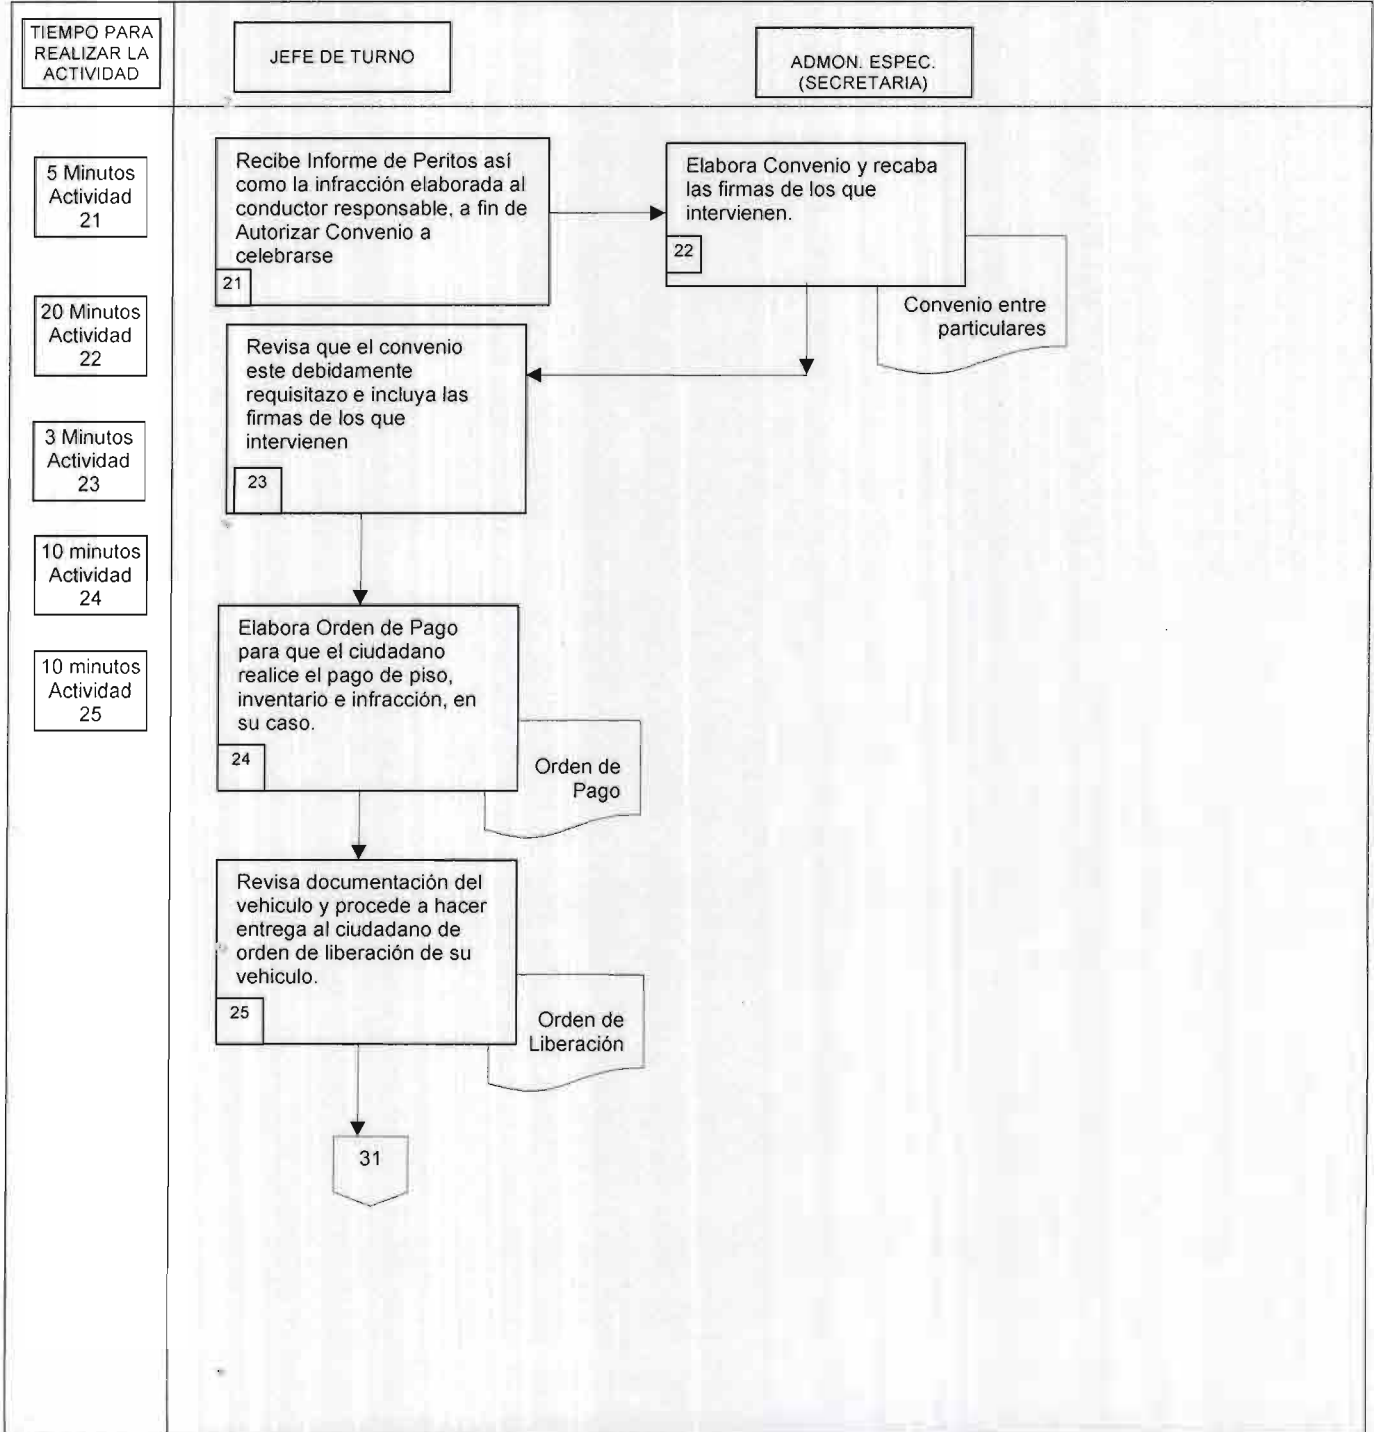 TIEMPO PARA
REALIZAR LA
ACTIVIDAD
JEFE DE TURNO
ADMON. ESPEC.
(SECRETARIA)
5 Minutos
Actividad
21
Recibe Informe de Peritos así
como la infracción elaborada al
conductor responsable, a fin de
Autorizar Convenio a
celebrarse
21
Elabora Convenio y recaba
las firmas de los que
intervienen.
22
Convenio entre
particulares
20 Minutos
Actividad
22
Revisa que el convenio
este debidamente
requisitazo e incluya las
firmas de los que
intervienen
23
3 Minutos
Actividad
23
10 minutos
Actividad
24
Elabora Orden de Pago
para que el ciudadano
realice el pago de piso,
inventario e infracción, en
su caso.
24
Orden de
Pago
10 minutos
Actividad
25
Revisa documentación del
vehiculo y procede a hacer
entrega al ciudadano de
orden de liberación de su
vehiculo.
25
Orden de
Liberación
31